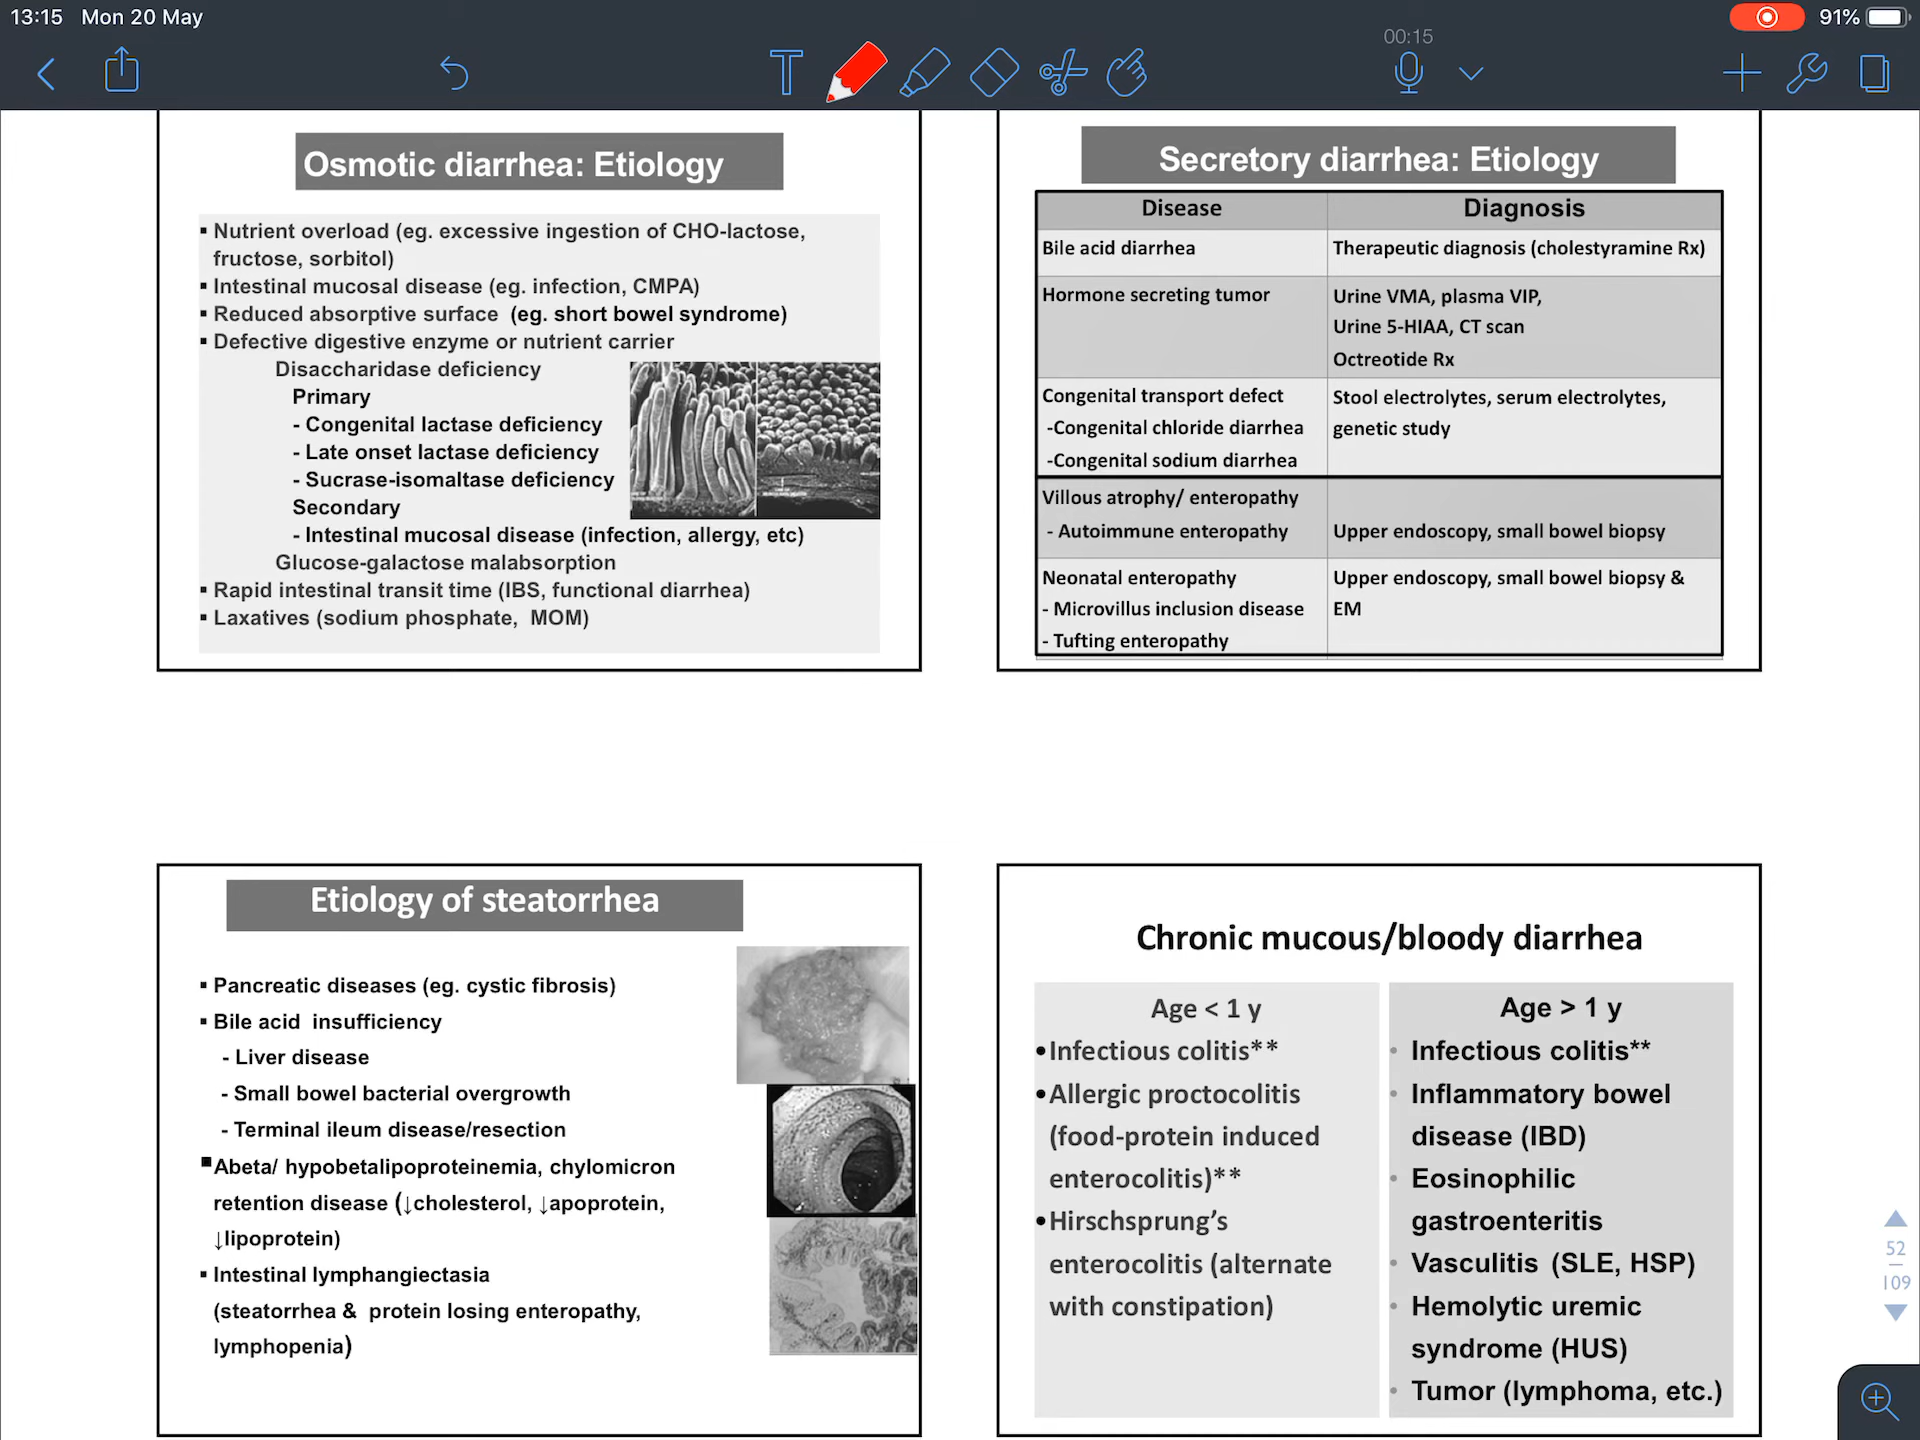 13:15 Mon 20 May
91%
00:15
Osmotic diarrhea: Etiology
▪ Nutrient overload (eg. excessive ingestion of CHO-lactose,
fructose, sorbitol)
▪ Intestinal mucosal disease (eg. infection, CMPA)
▪ Reduced absorptive surface (eg. short bowel syndrome)
▪ Defective digestive enzyme or nutrient carrier
Disaccharidase deficiency
Primary
- Congenital lactase deficiency
- Late onset lactase deficiency
- Sucrase-isomaltase deficiency
Secondary
- Intestinal mucosal disease (infection, allergy, etc)
Glucose-galactose malabsorption
▪ Rapid intestinal transit time (IBS, functional diarrhea)
▪ Laxatives (sodium phosphate, MOM)
Secretory diarrhea: Etiology
Disease Diagnosis
Bile acid diarrhea Therapeutic diagnosis (cholestyramine Rx)
Hormone secreting tumor Urine VMA, plasma VIP,
Urine 5-HIAA, CT scan
Octreotide Rx
Congenital transport defect Stool electrolytes, serum electrolytes,
-Congenital chloride diarrhea genetic study
-Congenital sodium diarrhea
Villous atrophy/ enteropathy
- Autoimmune enteropathy Upper endoscopy, small bowel biopsy
Neonatal enteropathy Upper endoscopy, small bowel biopsy &
- Microvillus inclusion disease EM
- Tufting enteropathy
Etiology of steatorrhea
▪ Pancreatic diseases (eg. cystic fibrosis)
▪ Bile acid insufficiency
- Liver disease
- Small bowel bacterial overgrowth
- Terminal ileum disease/resection
▪Abeta/ hypobetalipoproteinemia, chylomicron
retention disease (↓cholesterol, ↓apoprotein,
↓lipoprotein)
▪ Intestinal lymphangiectasia
(steatorrhea & protein losing enteropathy,
lymphopenia)
Chronic mucous/bloody diarrhea
Age < 1 y
•Infectious colitis**
•Allergic proctocolitis
(food-protein induced
enterocolitis)**
•Hirschsprung's
enterocolitis (alternate
with constipation)
Age > 1 y
• Infectious colitis**
• Inflammatory bowel
disease (IBD)
• Eosinophilic
gastroenteritis
• Vasculitis (SLE, HSP)
• Hemolytic uremic
syndrome (HUS)
• Tumor (lymphoma, etc.)
52
109